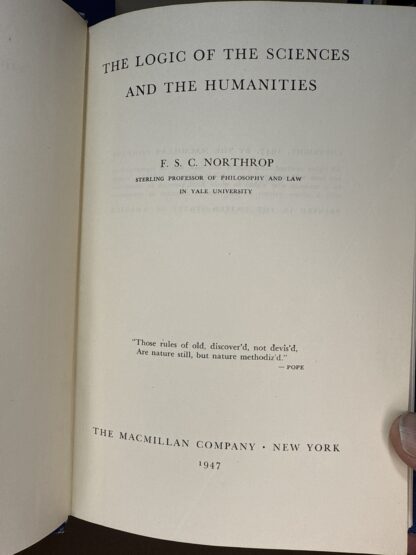 THE LOGIC OF THE SCIENCES
AND THE HUMANITIES
F. S. C. NORTHROP
STERLING PROFESSOR OF PHILOSOPHY AND LAW
IN YALE UNIVERSITY
"Those rules of old, discover'd, not devis'd,
Are nature still, but nature methodiz'd."
— POPE
THE MACMILLAN COMPANY · NEW YORK
1947